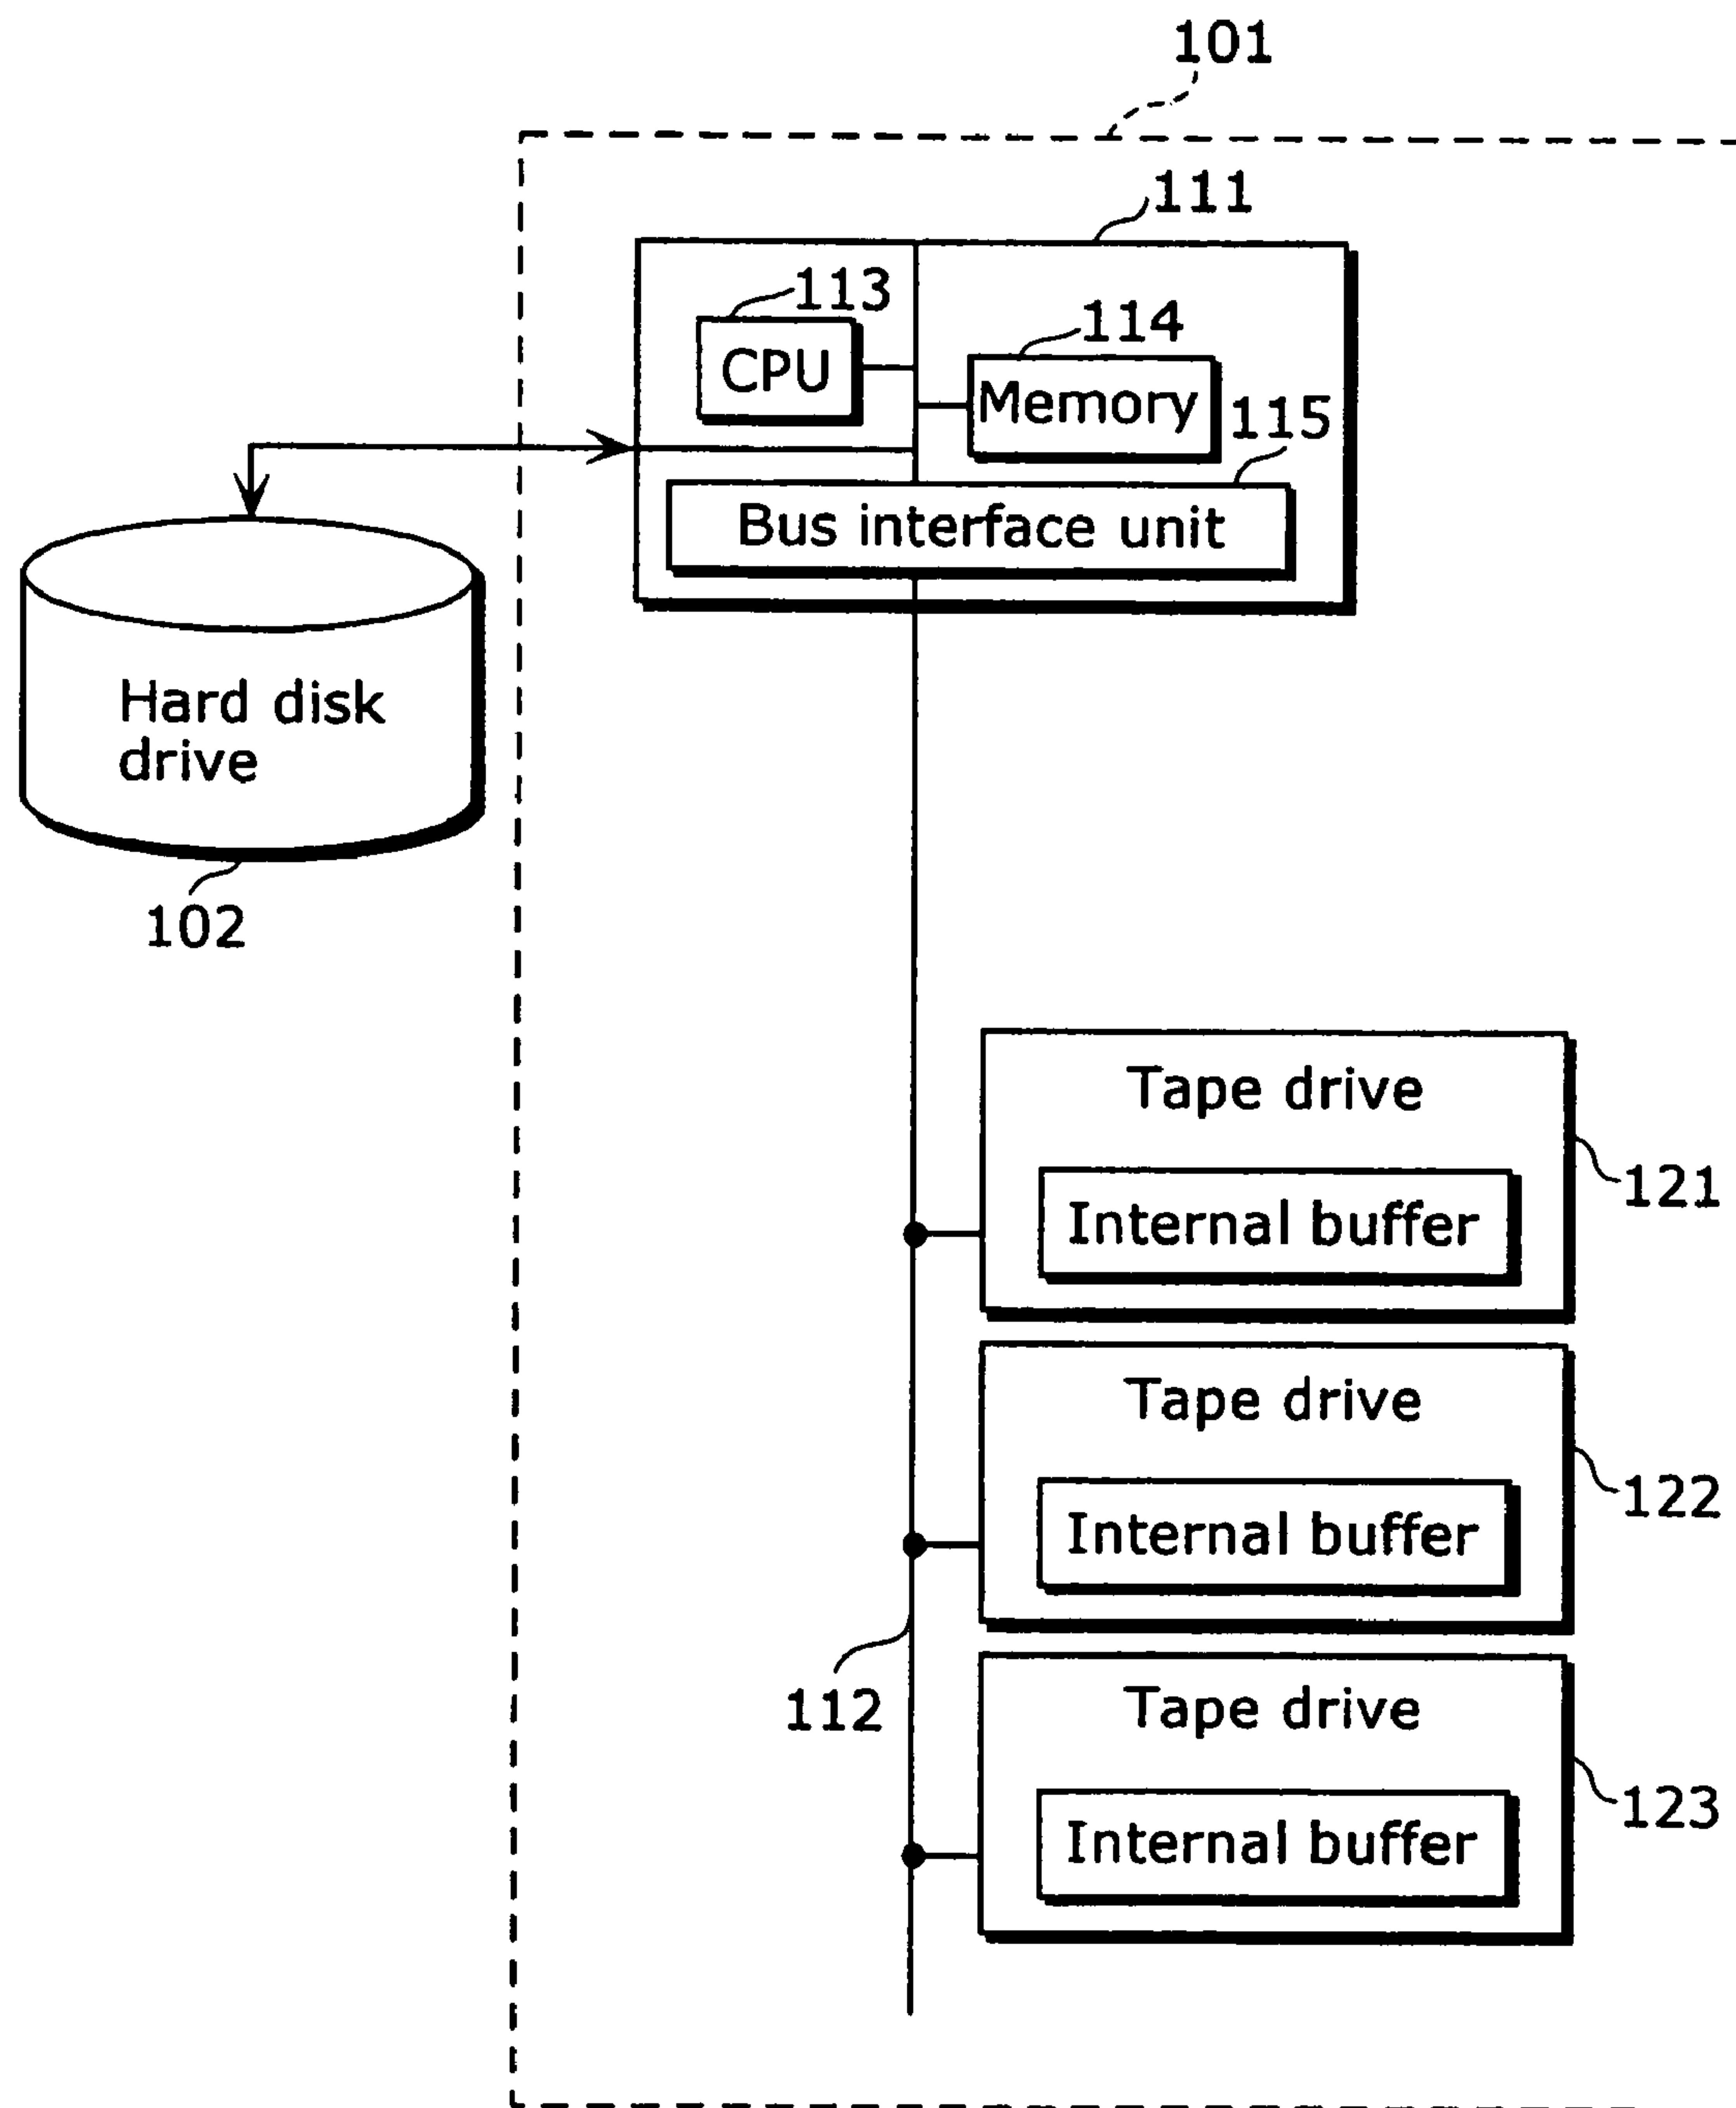 101
111
113
CPU
114
Memory
115
Bus interface unit
Hard disk
drive
102
Tape drive
Internal buffer
121
Tape drive
Internal buffer
122
112
Tape drive
Internal buffer
123